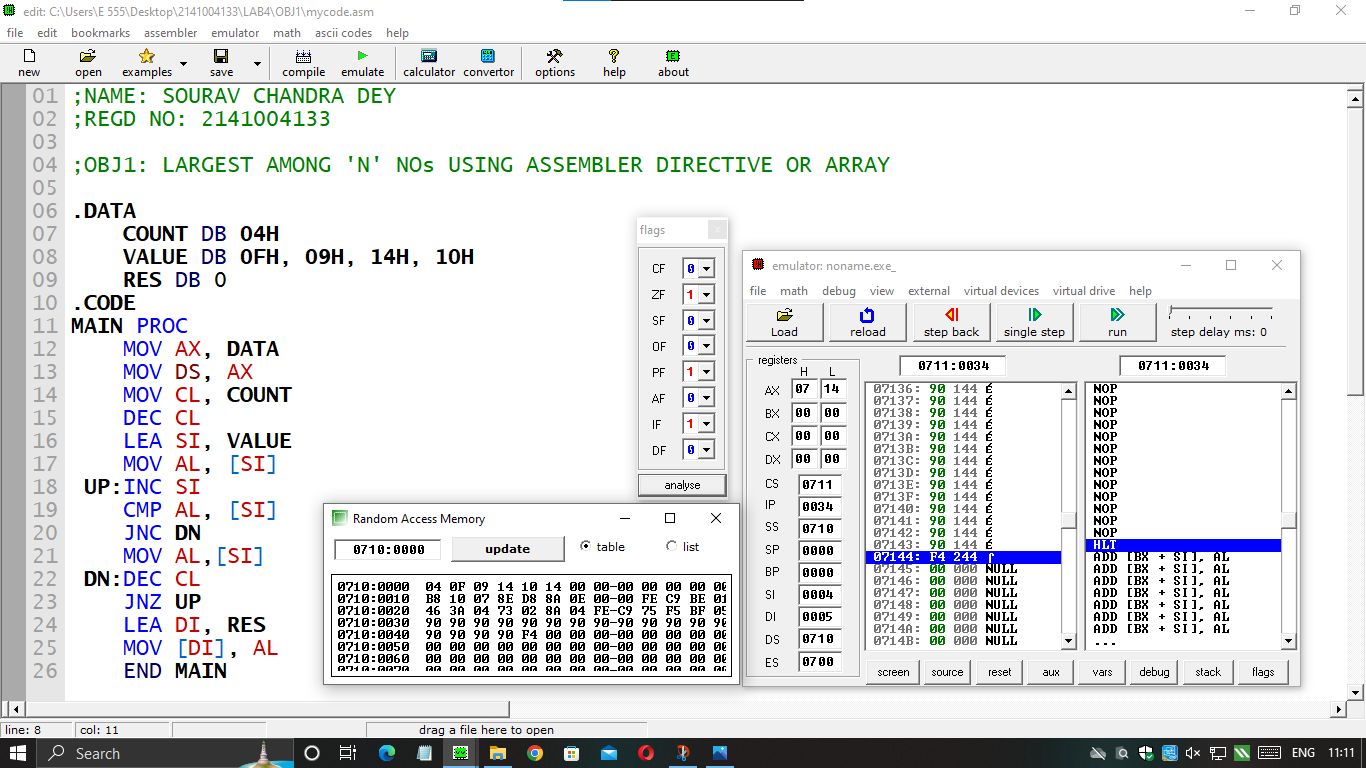 edit: C:\Users\E 555\Desktop\2141004133\LAB4\OBJ1\mycode.asm
file edit bookmarks assembler emulator math ascii codes help
new open examples save compile emulate calculator convertor options help about
01 ;NAME: SOURAV CHANDRA DEY
02 ;REGD NO: 2141004133
03
04 ;OBJ1: LARGEST AMONG 'N' NOs USING ASSEMBLER DIRECTIVE OR ARRAY
05
06 .DATA
07 COUNT DB 04H
08 VALUE DB 0FH, 09H, 14H, 10H
09 RES DB 0
10 .CODE
11 MAIN PROC
12 MOV AX, DATA
13 MOV DS, AX
14 MOV CL, COUNT
15 DEC CL
16 LEA SI, VALUE
17 MOV AL, [SI]
18 UP:INC SI
19 CMP AL, [SI]
20 JNC DN
21 MOV AL,[SI]
22 DN:DEC CL
23 JNZ UP
24 LEA DI, RES
25 MOV [DI], AL
26 END MAIN
flags
CF 0
ZF 1
SF 0
OF 0
PF 1
AF 0
IF 1
DF 0
analyse
Random Access Memory
0710:0000 update table list
0710:0000 04 0F 09 14 10 14 00 00-00 00 00 00
0710:0010 B8 10 07 8E D8 8A 0E 00-00 FE C9 BE 01
0710:0020 46 3A 04 73 02 8A 04 FE-C9 75 F5 BF 05
0710:0030 90 90 90 90 90 90 90 90-90 90 90 90
0710:0040 90 90 90 90 F4 00 00 00-00 00 00 00
0710:0050 00 00 00 00 00 00 00 00-00 00 00 00
0710:0060 00 00 00 00 00 00 00 00-00 00 00 00
emulator: noname.exe_
file math debug view external virtual devices virtual drive help
Load reload step back single step run step delay ms: 0
registers
H L
AX 07 14
BX 00 00
CX 00 00
DX 00 00
CS 0711
IP 0034
SS 0710
SP 0000
BP 0000
SI 0004
DI 0005
DS 0710
ES 0700
0711:0034
07136: 90 144 É
07137: 90 144 É
07138: 90 144 É
07139: 90 144 É
0713A: 90 144 É
0713B: 90 144 É
0713C: 90 144 É
0713D: 90 144 É
0713E: 90 144 É
0713F: 90 144 É
07140: 90 144 É
07141: 90 144 É
07142: 90 144 É
07143: 90 144 É
07144: F4 244 ⌠
07145: 00 000 NULL
07146: 00 000 NULL
07147: 00 000 NULL
07148: 00 000 NULL
07149: 00 000 NULL
0714A: 00 000 NULL
0714B: 00 000 NULL
0711:0034
NOP
NOP
NOP
NOP
NOP
NOP
NOP
NOP
NOP
NOP
NOP
NOP
NOP
HLT
ADD [BX + SI], AL
ADD [BX + SI], AL
ADD [BX + SI], AL
ADD [BX + SI], AL
ADD [BX + SI], AL
ADD [BX + SI], AL
ADD [BX + SI], AL
...
screen source reset aux vars debug stack flags
line: 8 col: 11 drag a file here to open
Search ENG 11:11